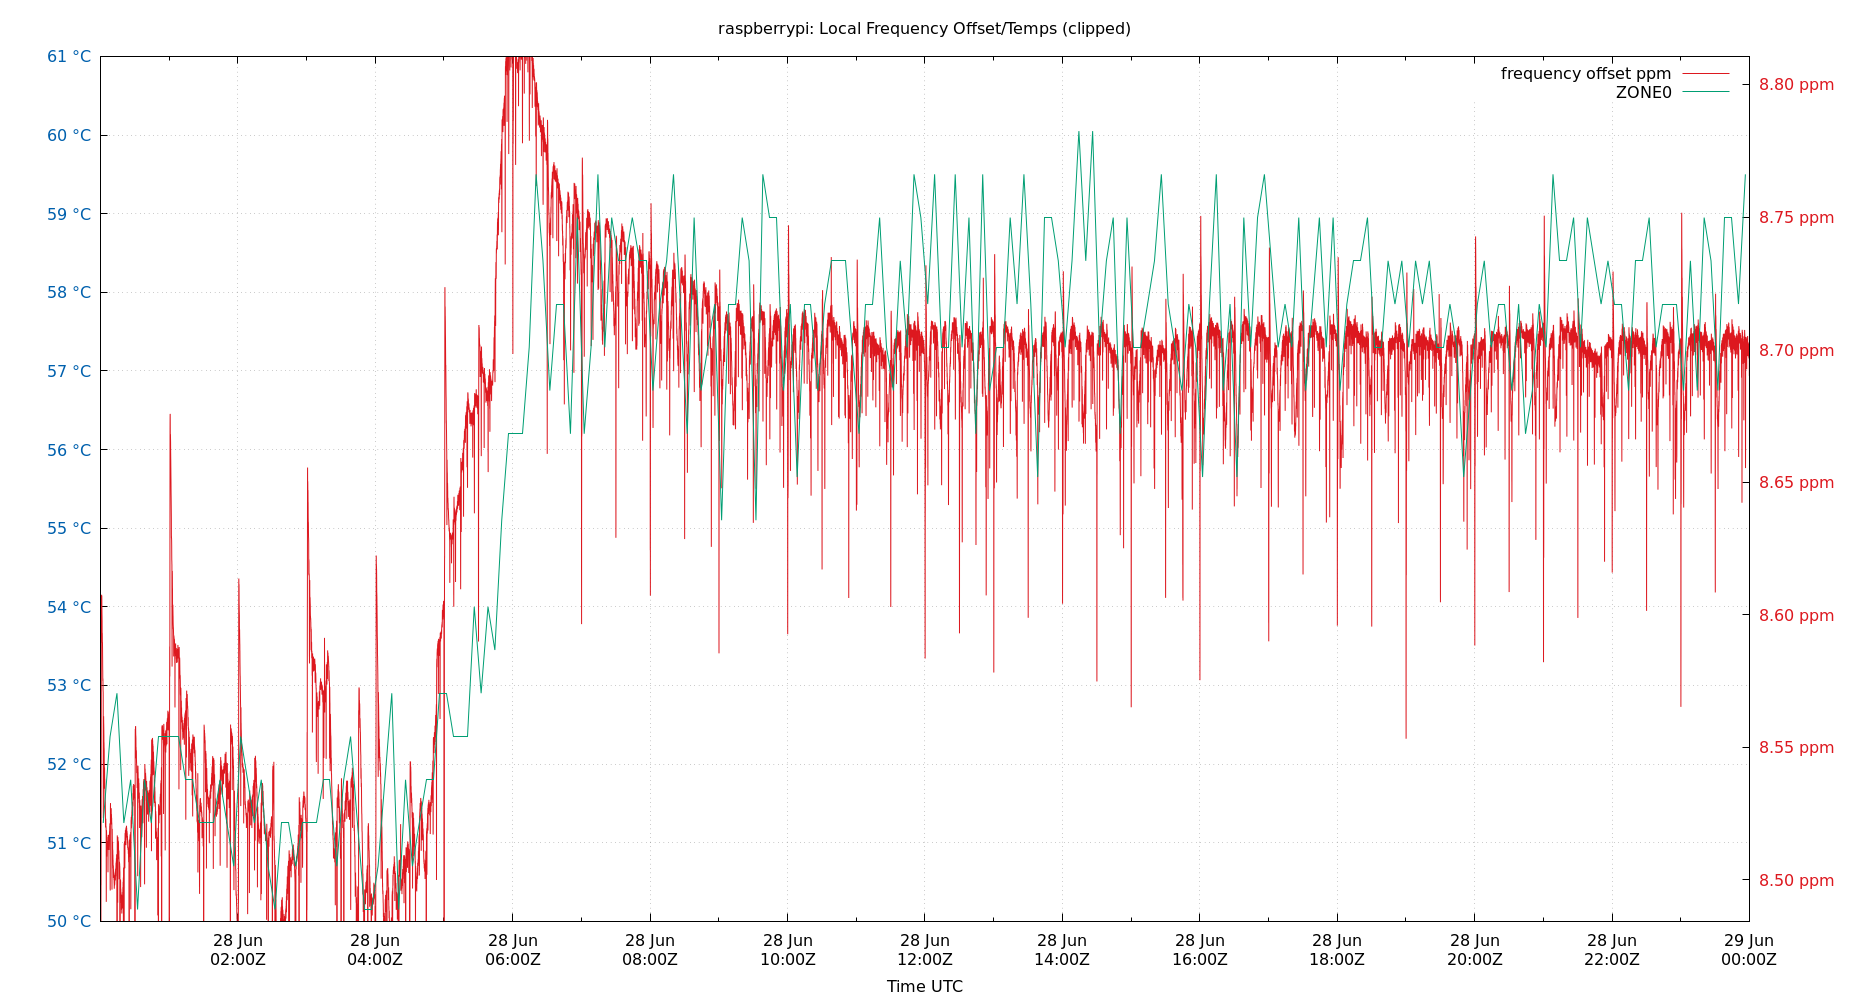 raspberrypi: Local Frequency Offset/Temps (clipped)
frequency offset ppm
ZONE0
61 °C
60 °C
59 °C
58 °C
57 °C
56 °C
55 °C
54 °C
53 °C
52 °C
51 °C
50 °C
8.80 ppm
8.75 ppm
8.70 ppm
8.65 ppm
8.60 ppm
8.55 ppm
8.50 ppm
28 Jun
02:00Z
28 Jun
04:00Z
28 Jun
06:00Z
28 Jun
08:00Z
28 Jun
10:00Z
28 Jun
12:00Z
28 Jun
14:00Z
28 Jun
16:00Z
28 Jun
18:00Z
28 Jun
20:00Z
28 Jun
22:00Z
29 Jun
00:00Z
Time UTC